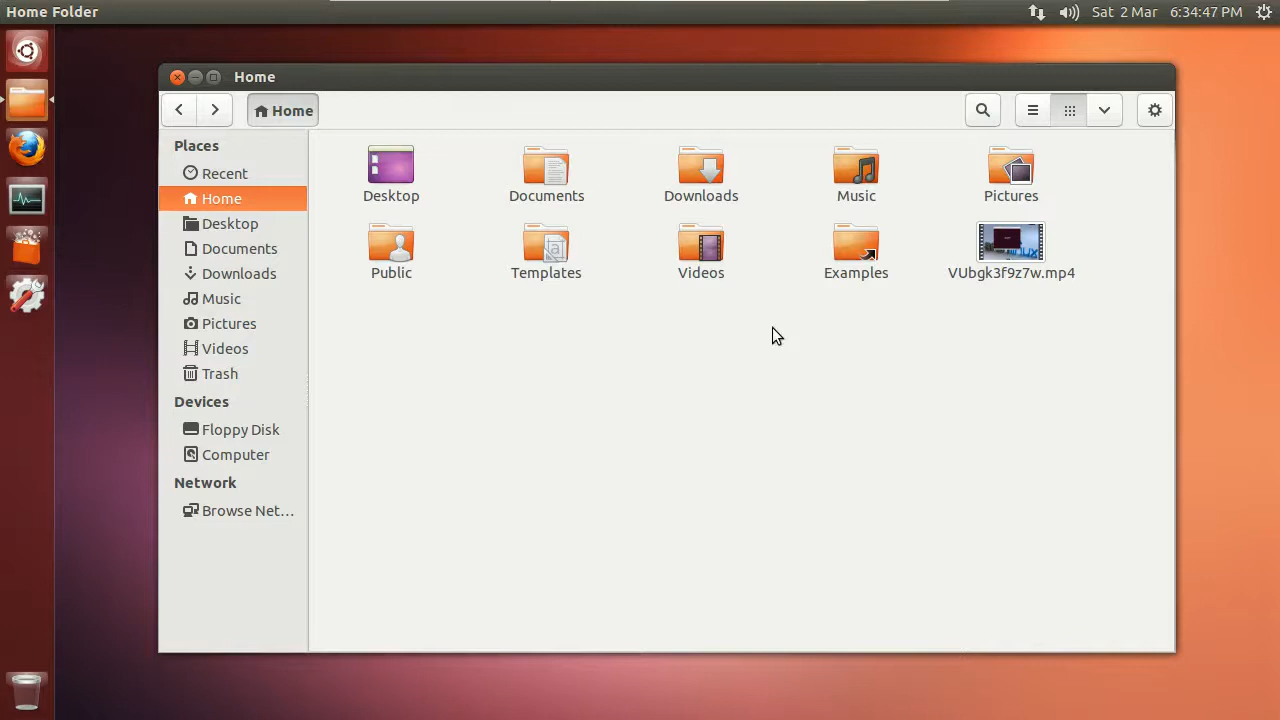 Home Folder
Sat 2 Mar 6:34:47 PM
Home
Home
Places
Recent
Home
Desktop
Documents
Downloads
Music
Pictures
Videos
Trash
Devices
Floppy Disk
Computer
Network
Browse Net…
Desktop
Documents
Downloads
Music
Pictures
Public
Templates
Videos
Examples
VUbgk3f9z7w.mp4